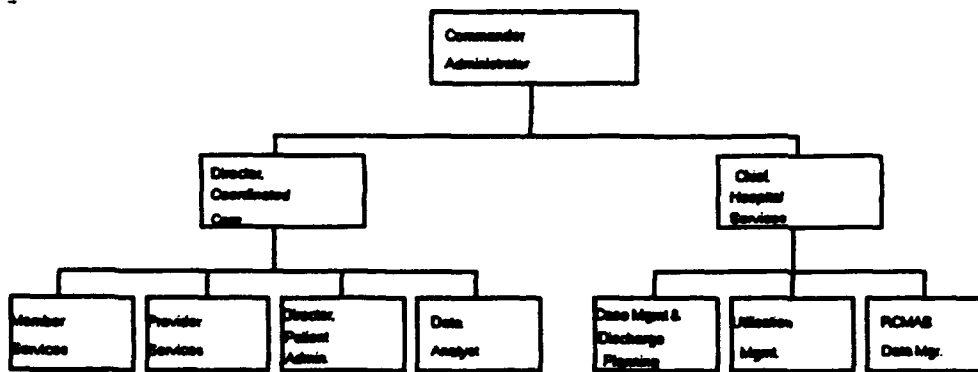 Commander
Administrator
Director,
Coordinated
Care
Chief,
Hospital
Services
Member
Services
Provider
Services
Director,
Patient
Admin.
Data
Analyst
Case Mgmt &
Discharge
Planning
Utilization
Mgmt.
RCMAS
Data Mgr.